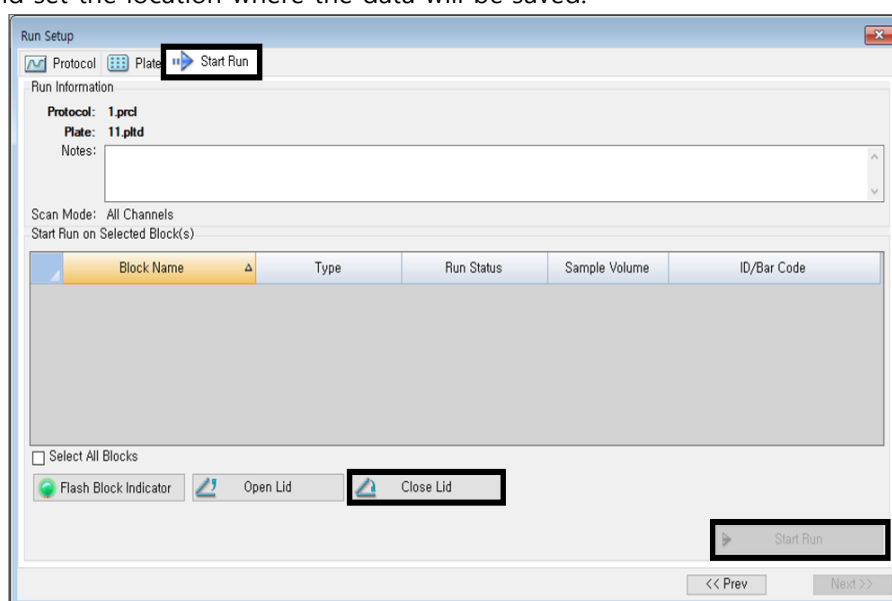 nd set the location where the data will be saved.
Run Setup
Protocol Plate Start Run
Run Information
Protocol: 1.prcl
Plate: 11.pltd
Notes:
Scan Mode: All Channels
Start Run on Selected Block(s)
Block Name Type Run Status Sample Volume ID/Bar Code
Select All Blocks
Flash Block Indicator Open Lid Close Lid
Start Run
<< Prev Next >>